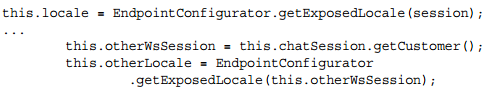 this.locale = EndpointConfigurator.getExposedLocale(session);
...
this.otherWsSession = this.chatSession.getCustomer();
this.otherLocale = EndpointConfigurator
.getExposedLocale(this.otherWsSession);